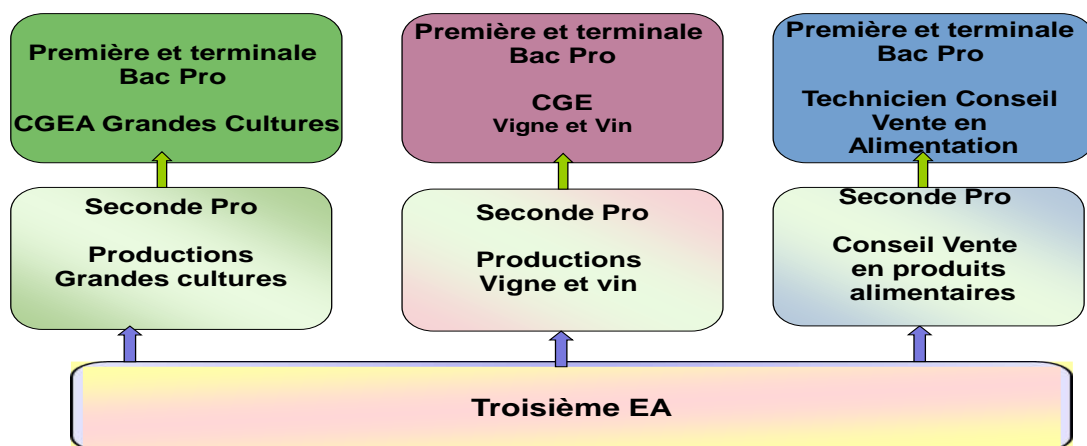 Première et terminale
Bac Pro
CGEA Grandes Cultures
Première et terminale
Bac Pro
CGE
Vigne et Vin
Première et terminale
Bac Pro
Technicien Conseil
Vente en
Alimentation
Seconde Pro
Productions
Grandes cultures
Seconde Pro
Productions
Vigne et vin
Seconde Pro
Conseil Vente
en produits
alimentaires
Troisième EA